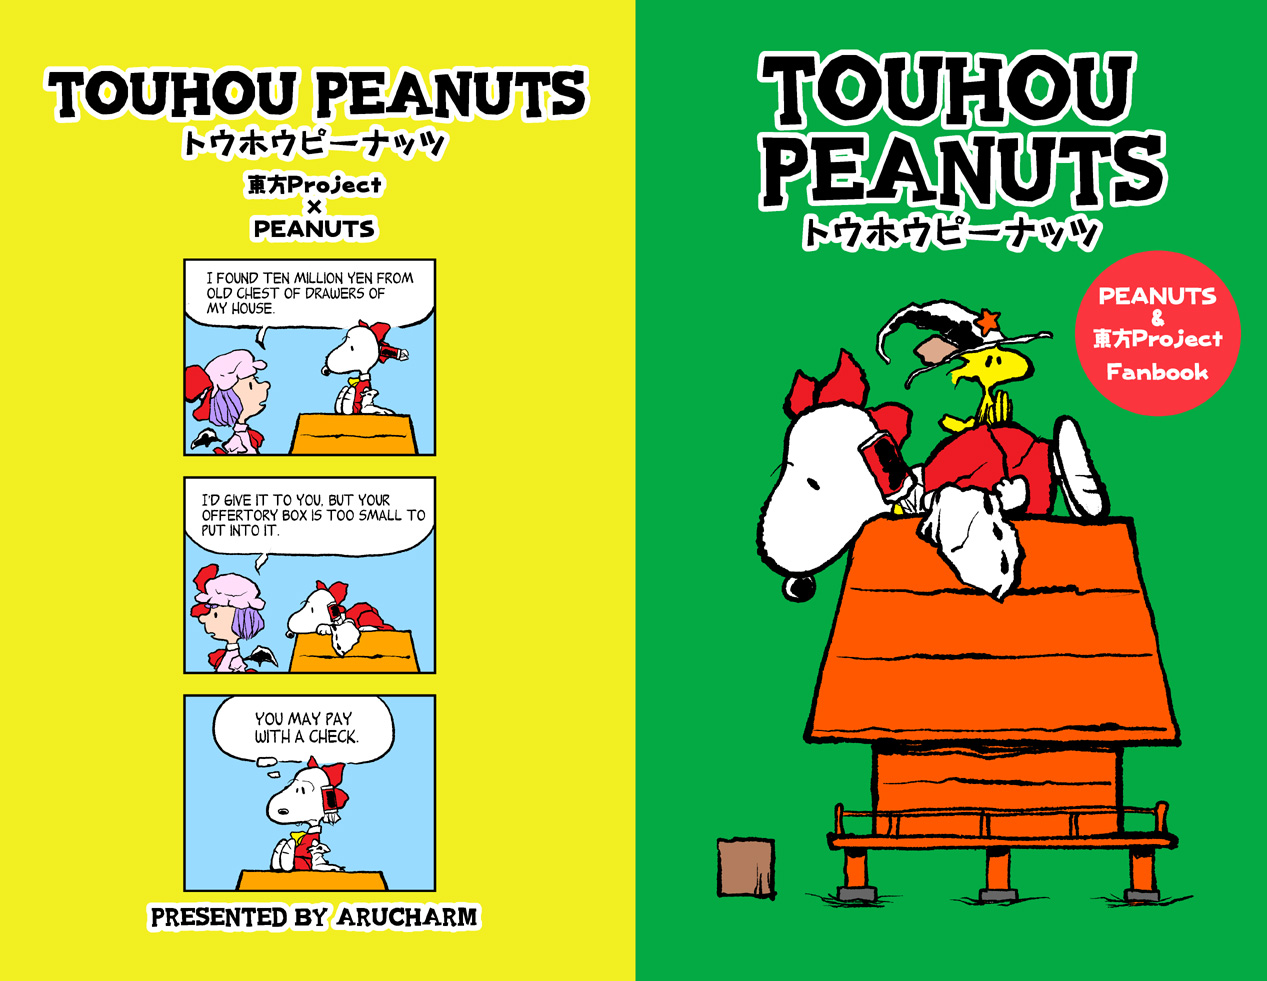 TOUHOU PEANUTS
トウホウピーナッツ
東方Project
×
PEANUTS
I FOUND TEN MILLION YEN FROM
OLD CHEST OF DRAWERS OF
MY HOUSE.
I'D GIVE IT TO YOU, BUT YOUR
OFFERTORY BOX IS TOO SMALL TO
PUT INTO IT.
YOU MAY PAY
WITH A CHECK.
PRESENTED BY ARUCHARM
TOUHOU
PEANUTS
トウホウピーナッツ
PEANUTS
&
東方Project
Fanbook